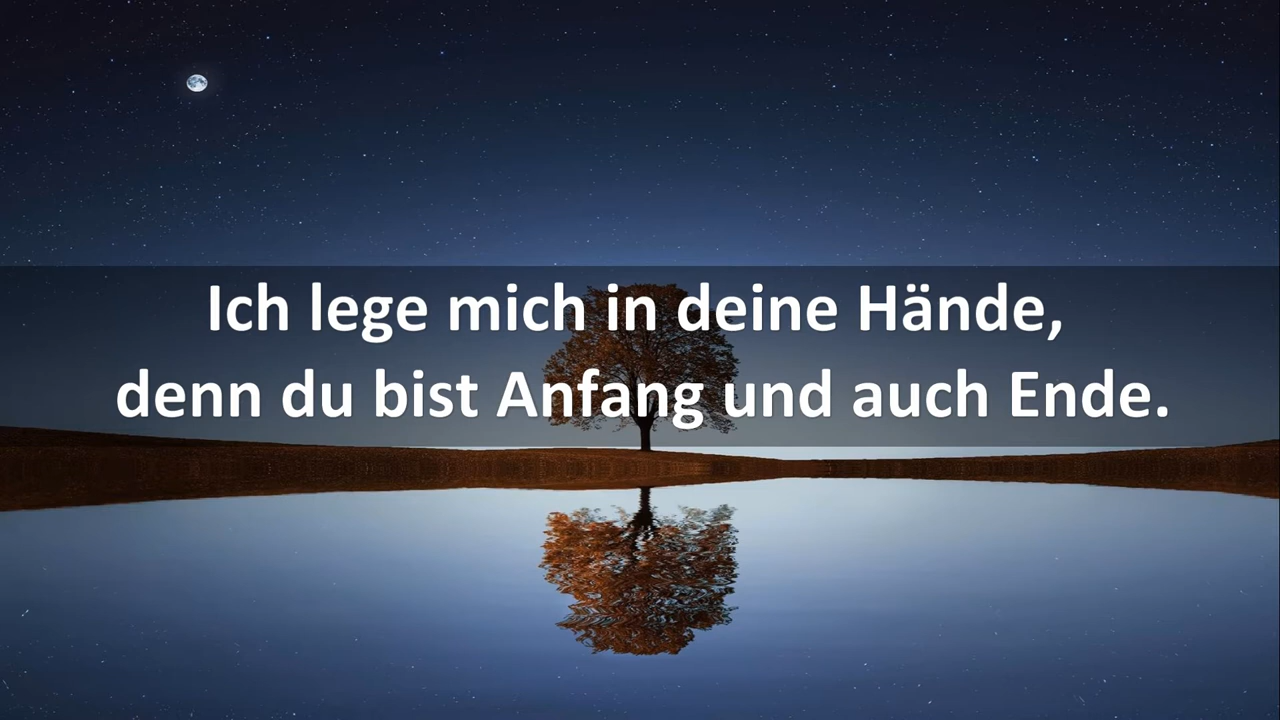 Ich lege mich in deine Hände,
denn du bist Anfang und auch Ende.